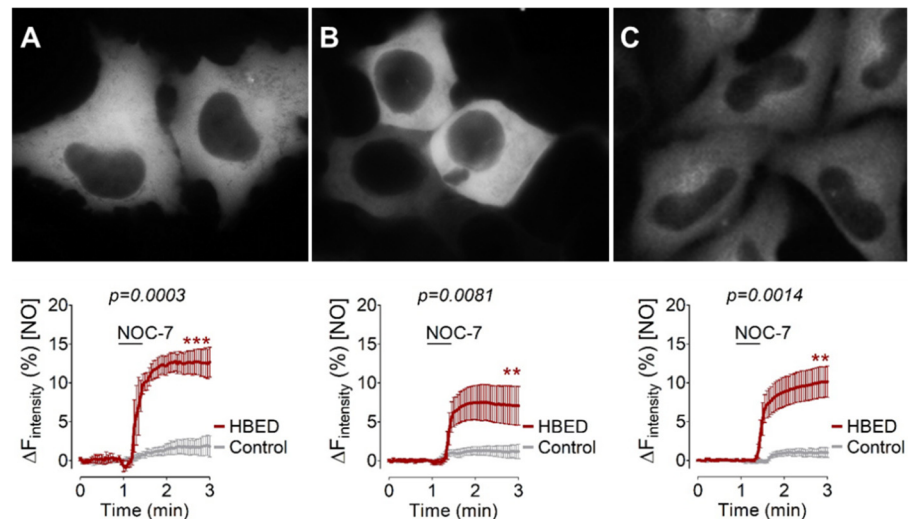 A
B
C
p=0.0003
NOC-7
***
ΔFintensity (%) [NO]
20
15
10
5
0
HBED
Control
0 1 2 3
Time (min)
p=0.0081
NOC-7
**
ΔFintensity (%) [NO]
20
15
10
5
0
HBED
Control
0 1 2 3
Time (min)
p=0.0014
NOC-7
**
ΔFintensity (%) [NO]
20
15
10
5
0
HBED
Control
0 1 2 3
Time (min)